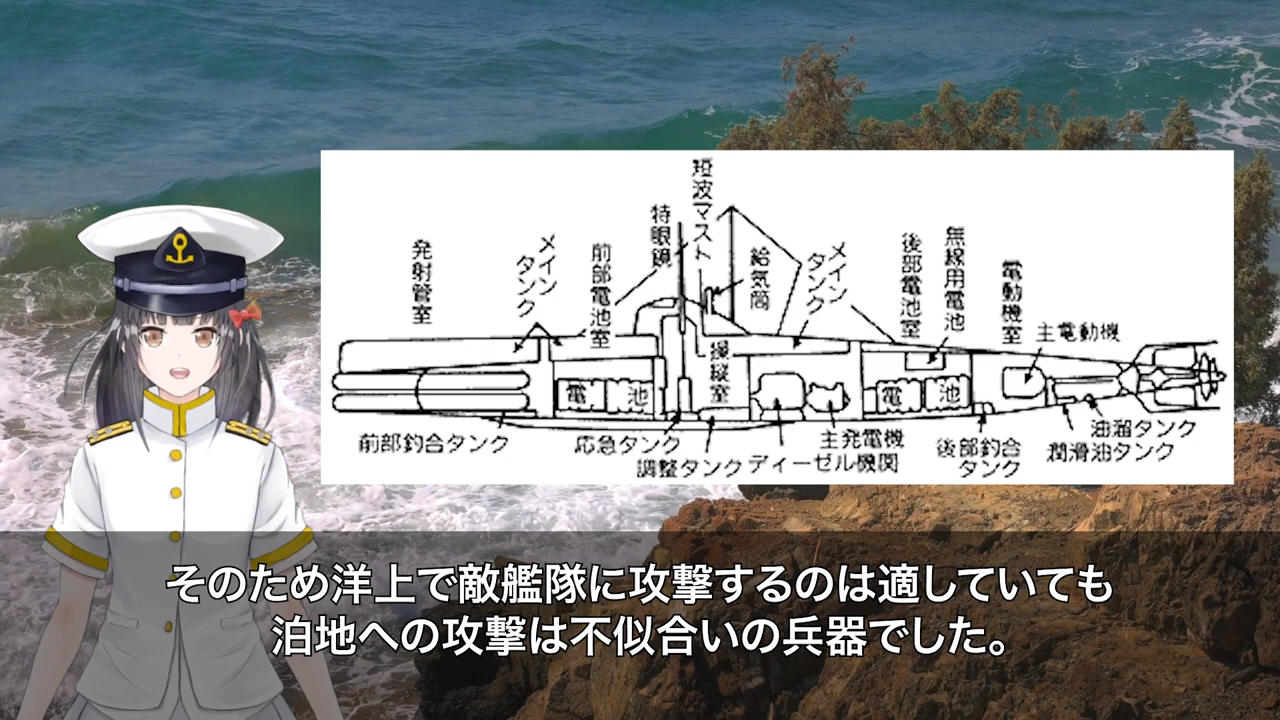 短波マスト
特眼鏡
給気筒
発射管室
メイン
タンク
前部電池室
メイン
タンク
後部電池室
無線用電池
電動機室
主電動機
操縦室
電
池
電
池
前部釣合タンク
応急タンク
調整タンク
ディーゼル機関
主発電機
後部釣合
タンク
油溜タンク
潤滑油タンク
そのため洋上で敵艦隊に攻撃するのは適していても
泊地への攻撃は不似合いの兵器でした。